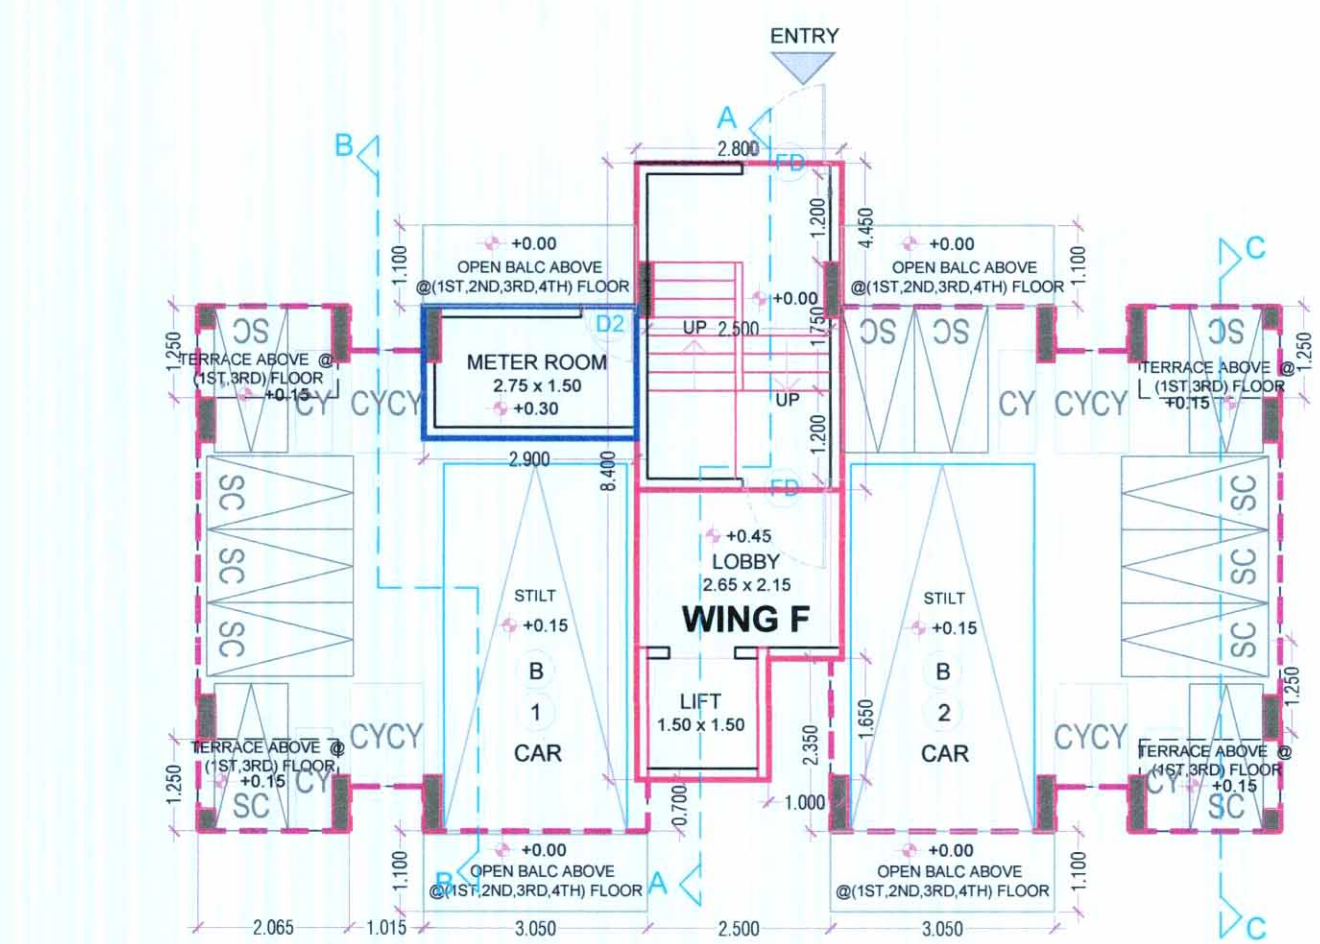 ENTRY
A
B
2.800
FD
C
1.200
4.450
1.100
+0.00
OPEN BALC ABOVE
@(1ST,2ND,3RD,4TH) FLOOR
+0.00
OPEN BALC ABOVE
@(1ST,2ND,3RD,4TH) FLOOR
1.100
+0.00
SC
D2
UP 2.500
1.750
SC
SC
SC
1.250
TERRACE ABOVE @
(1ST,3RD) FLOOR
+0.15
METER ROOM
2.75 x 1.50
+0.30
1.250
TERRACE ABOVE @
(1ST,3RD) FLOOR
+0.15
CY
CYCY
UP
CY
CYCY
1.200
2.900
8.400
FD
SC
SC
SC
+0.45
LOBBY
2.65 x 2.15
WING F
SC
SC
SC
STILT
+0.15
B
1
CAR
STILT
+0.15
B
2
CAR
LIFT
1.50 x 1.50
1.650
2.350
1.250
CYCY
CYCY
1.250
TERRACE ABOVE @
(1ST,3RD) FLOOR
+0.15
CY
SC
TERRACE ABOVE @
(1ST,3RD) FLOOR
+0.15
CY
SC
0.700
1.000
1.100
+0.00
OPEN BALC ABOVE
@(1ST,2ND,3RD,4TH) FLOOR
B
A
+0.00
OPEN BALC ABOVE
@(1ST,2ND,3RD,4TH) FLOOR
1.100
2.065
1.015
3.050
2.500
3.050
C